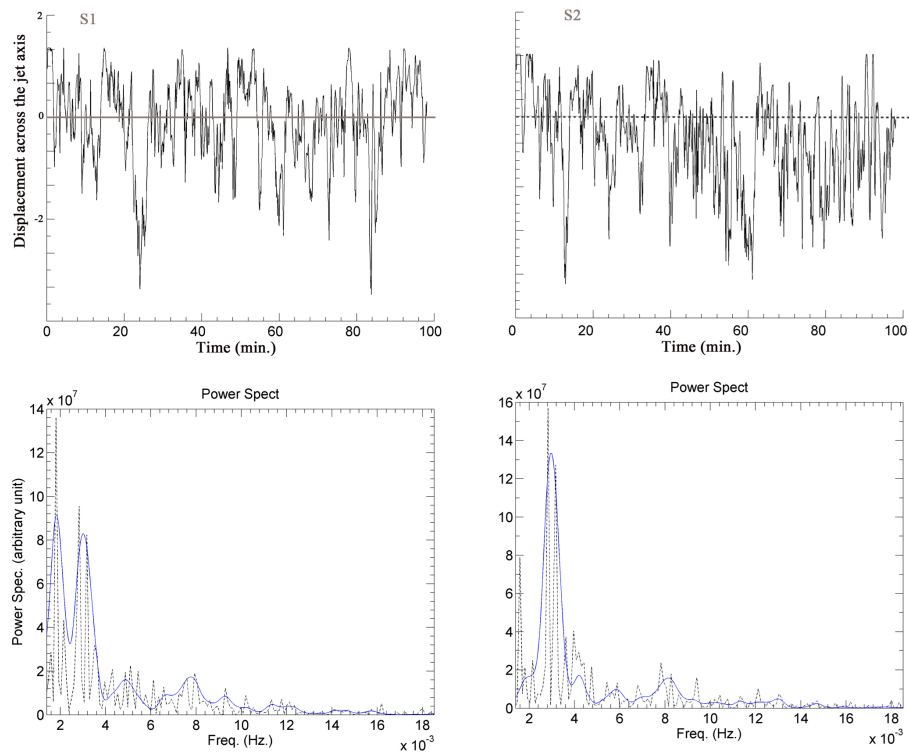 S1
S2
Displacement across the jet axis
2
0
-2
0 20 40 60 80 100
Time (min.)
0 20 40 60 80 100
Time (min.)
Power Spect
x 10^7
14
12
10
8
6
4
2
0
Power Spec. (arbitrary unit)
2 4 6 8 10 12 14 16 18
Freq. (Hz.)
x 10^-3
Power Spect
x 10^7
16
14
12
10
8
6
4
2
0
2 4 6 8 10 12 14 16 18
Freq. (Hz.)
x 10^-3